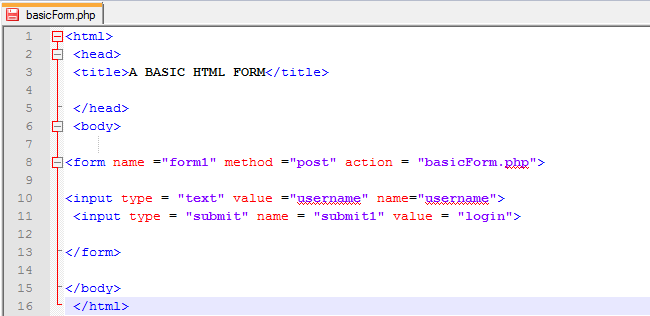 basicForm.php
1 <html>
2 <head>
3 <title>A BASIC HTML FORM</title>
4
5 </head>
6 <body>
7
8 <form name ="form1" method ="post" action = "basicForm.php">
9
10 <input type = "text" value ="username" name="username">
11 <input type = "submit" name = "submit1" value = "login">
12
13 </form>
14
15 </body>
16 </html>